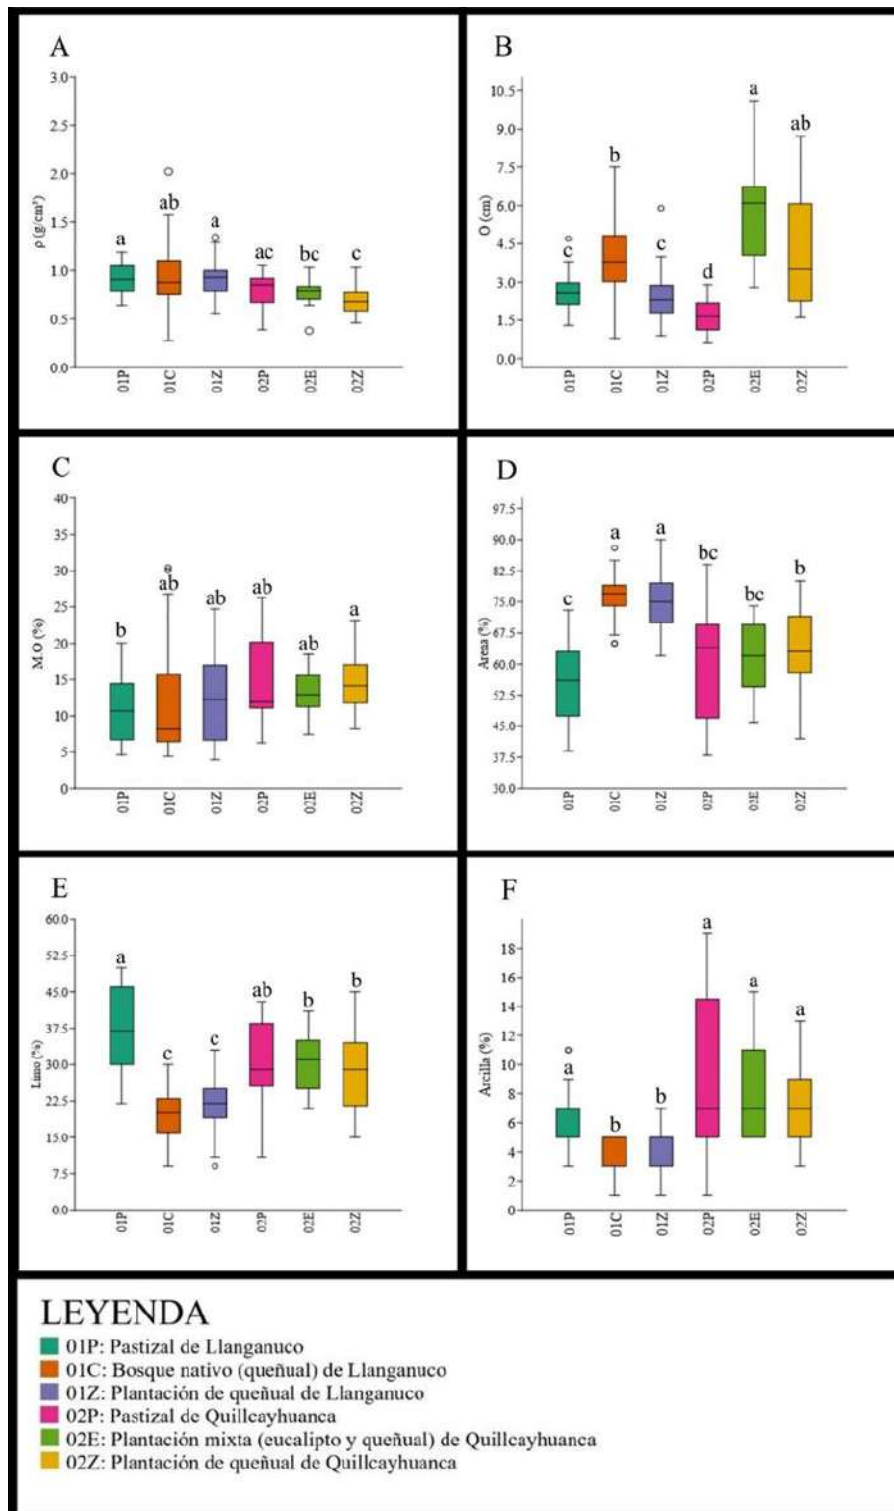 A
ρ (g/cm³)
3.0
2.5
2.0
1.5
1.0
0.5
0.0
a
ab
a
ac
bc
c
01P
01C
01Z
02P
02E
02Z
B
O (cm)
10.5
9.0
7.5
6.0
4.5
3.0
1.5
0.0
c
b
c
d
a
ab
01P
01C
01Z
02P
02E
02Z
C
M.O (%)
40
35
30
25
20
15
10
5
0
b
ab
ab
ab
ab
a
01P
01C
01Z
02P
02E
02Z
D
Arena (%)
97.5
90.0
82.5
75.0
67.5
60.0
52.5
45.0
37.5
30.0
c
a
a
bc
bc
b
01P
01C
01Z
02P
02E
02Z
E
Limo (%)
60.0
52.5
45.0
37.5
30.0
22.5
15.0
7.5
0.0
a
c
c
ab
b
b
01P
01C
01Z
02P
02E
02Z
F
Arcilla (%)
18
16
14
12
10
8
6
4
2
0
a
b
b
a
a
a
01P
01C
01Z
02P
02E
02Z
LEYENDA
01P: Pastizal de Llanganuco
01C: Bosque nativo (queñual) de Llanganuco
01Z: Plantación de queñual de Llanganuco
02P: Pastizal de Quillcayhuanca
02E: Plantación mixta (eucalipto y queñual) de Quillcayhuanca
02Z: Plantación de queñual de Quillcayhuanca